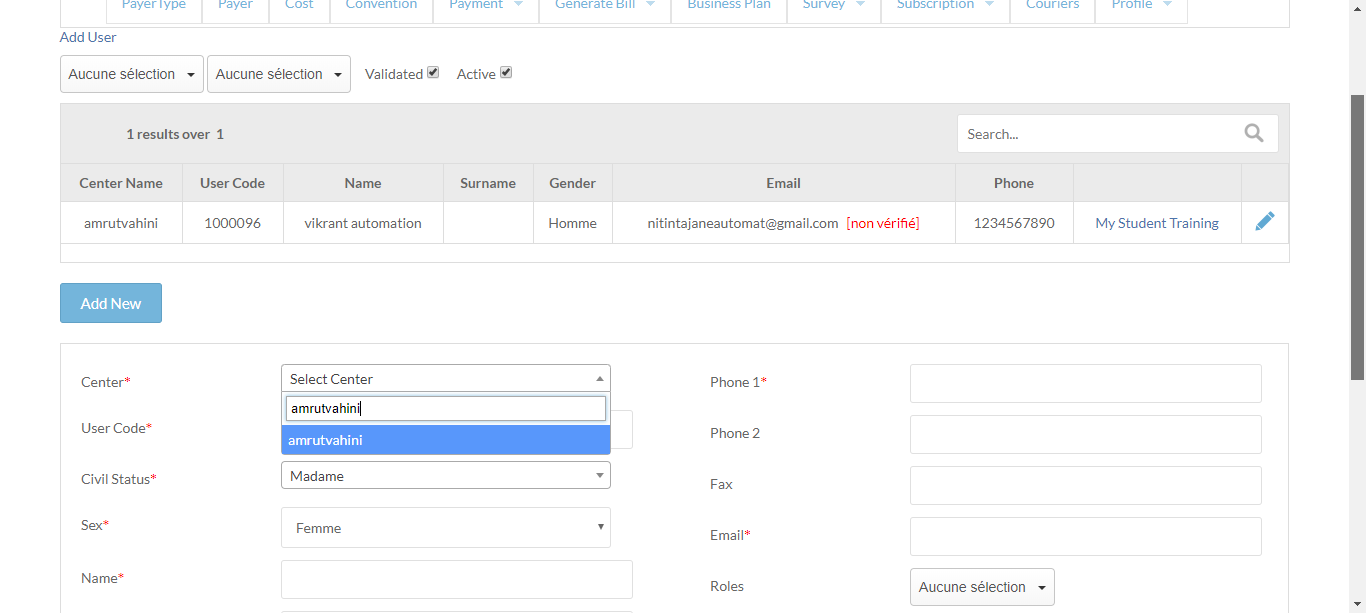 PayerType Payer Cost Convention Payment Generate Bill Business Plan Survey Subscription Couriers Profile
Add User
Aucune sélection Aucune sélection Validated Active
1 results over 1 Search...
Center Name User Code Name Surname Gender Email Phone
amrutvahini 1000096 vikrant automation Homme nitintajaneautomat@gmail.com [non vérifié] 1234567890 My Student Training
Add New
Center* Select Center Phone 1*
amrutvahini
User Code* Phone 2
amrutvahini
Civil Status* Madame Fax
Sex* Femme Email*
Name* Roles Aucune sélection